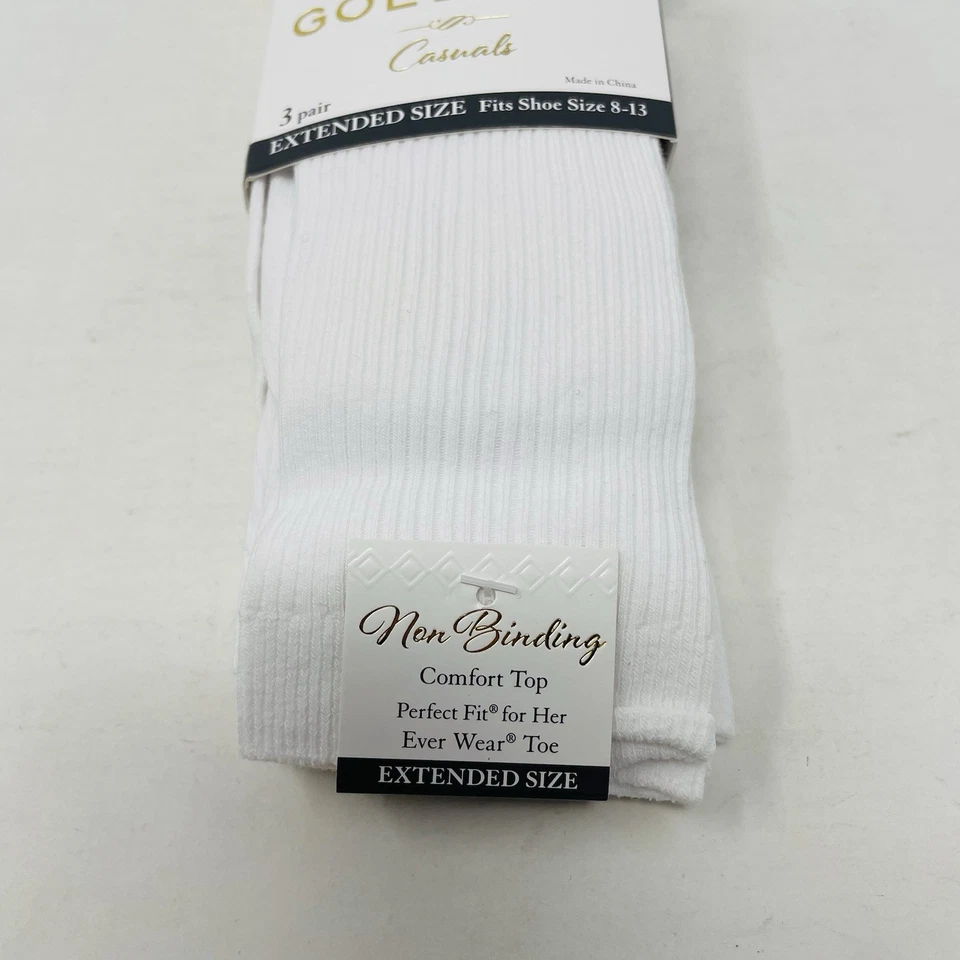 Casuals
Made in China
3 pair
EXTENDED SIZE Fits Shoe Size 8-13
Non Binding
Comfort Top
Perfect Fit® for Her
Ever Wear® Toe
EXTENDED SIZE